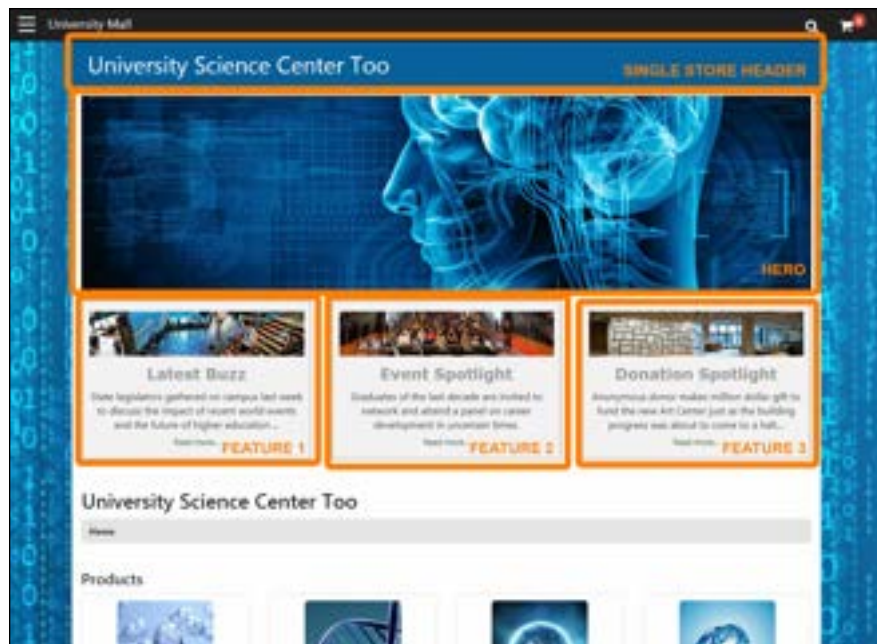 University Mall
University Science Center Too
SINGLE STORE HEADER
HERO
Latest Buzz
State legislators gathered on campus last week
to discuss the impact of recent world events
and the future of higher education...
Read more
FEATURE 1
Event Spotlight
Graduates of the last decade are invited to
network and attend a panel on career
development in uncertain times.
Read more
FEATURE 2
Donation Spotlight
Anonymous donor makes million dollar gift to
fund the new Art Center just as the building
progress was about to come to a halt...
Read more
FEATURE 3
University Science Center Too
Home
Products